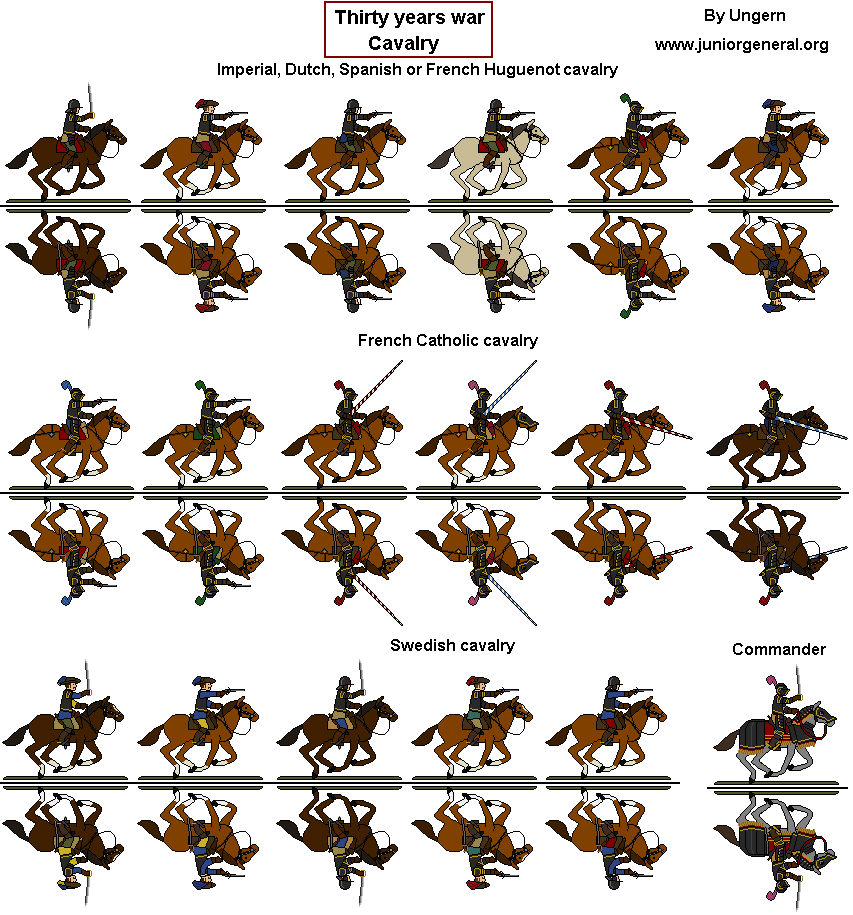 Thirty years war
Cavalry
By Ungern
www.juniorgeneral.org
Imperial, Dutch, Spanish or French Huguenot cavalry
French Catholic cavalry
Swedish cavalry
Commander